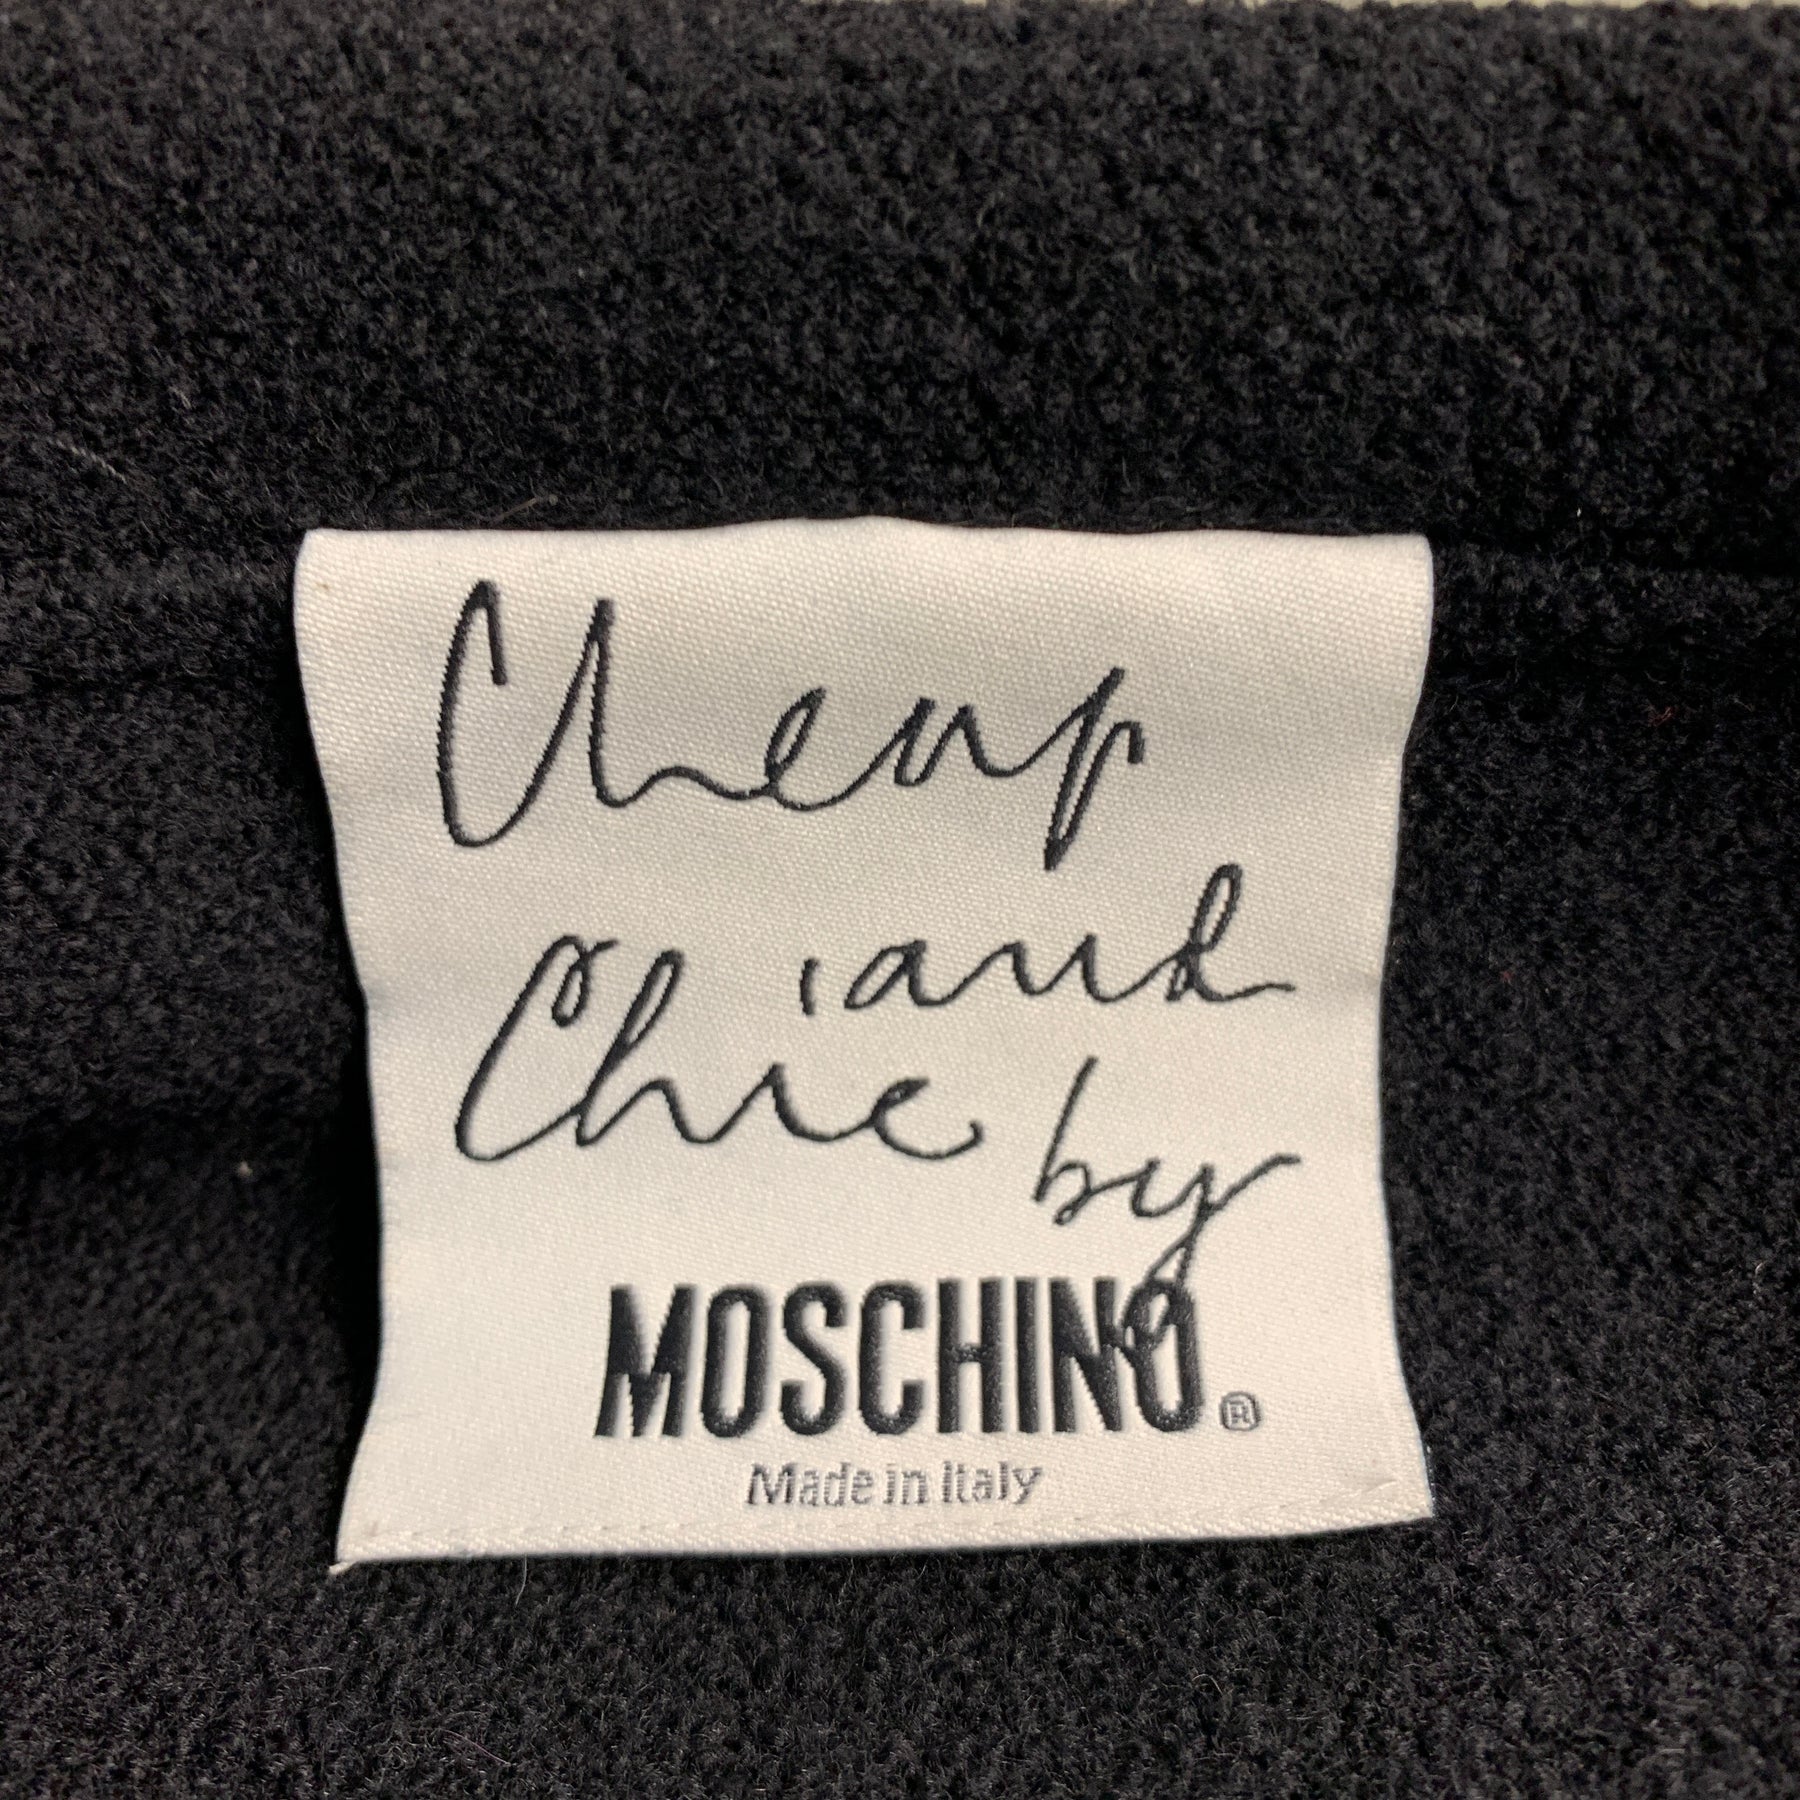 Cheap
and
Chic by
MOSCHINO®
Made in Italy